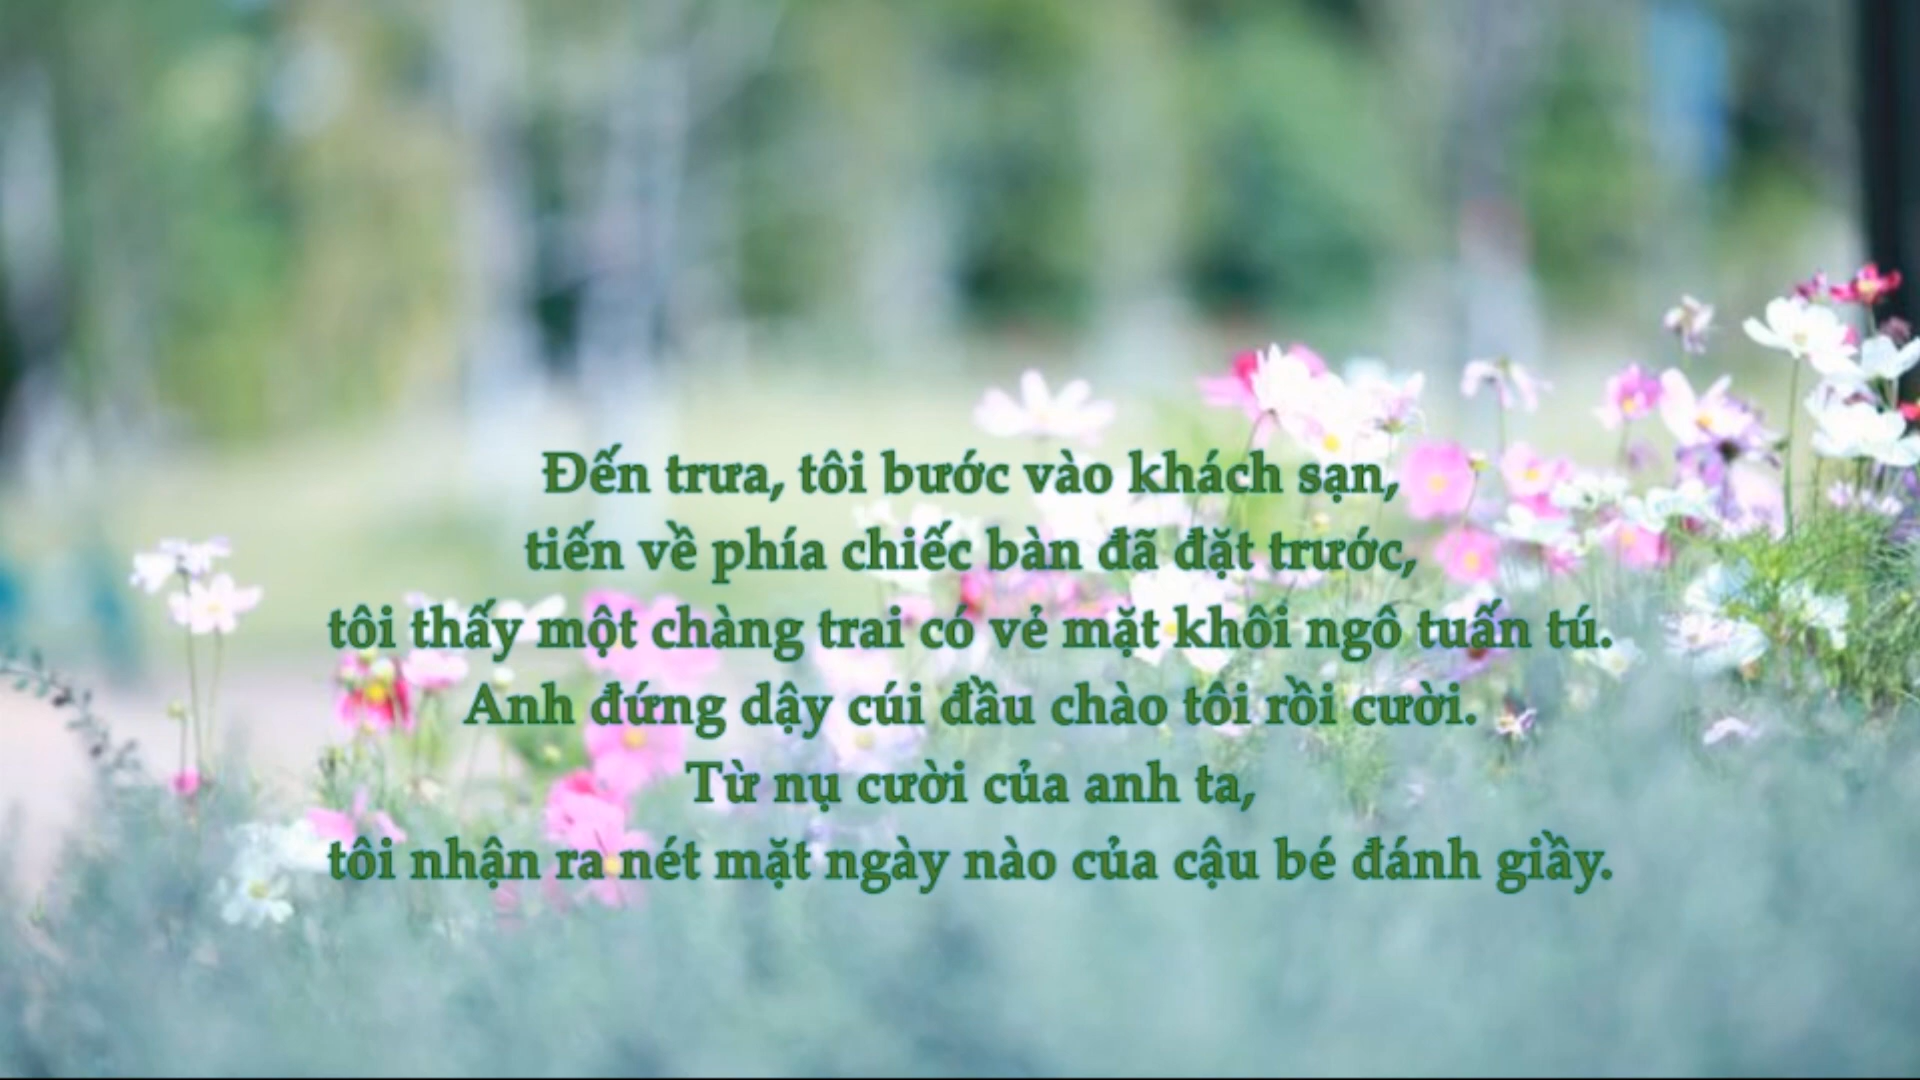 Đến trưa, tôi bước vào khách sạn,
tiến về phía chiếc bàn đã đặt trước,
tôi thấy một chàng trai có vẻ mặt khôi ngô tuấn tú.
Anh đứng dậy cúi đầu chào tôi rồi cười.
Từ nụ cười của anh ta,
tôi nhận ra nét mặt ngày nào của cậu bé đánh giầy.